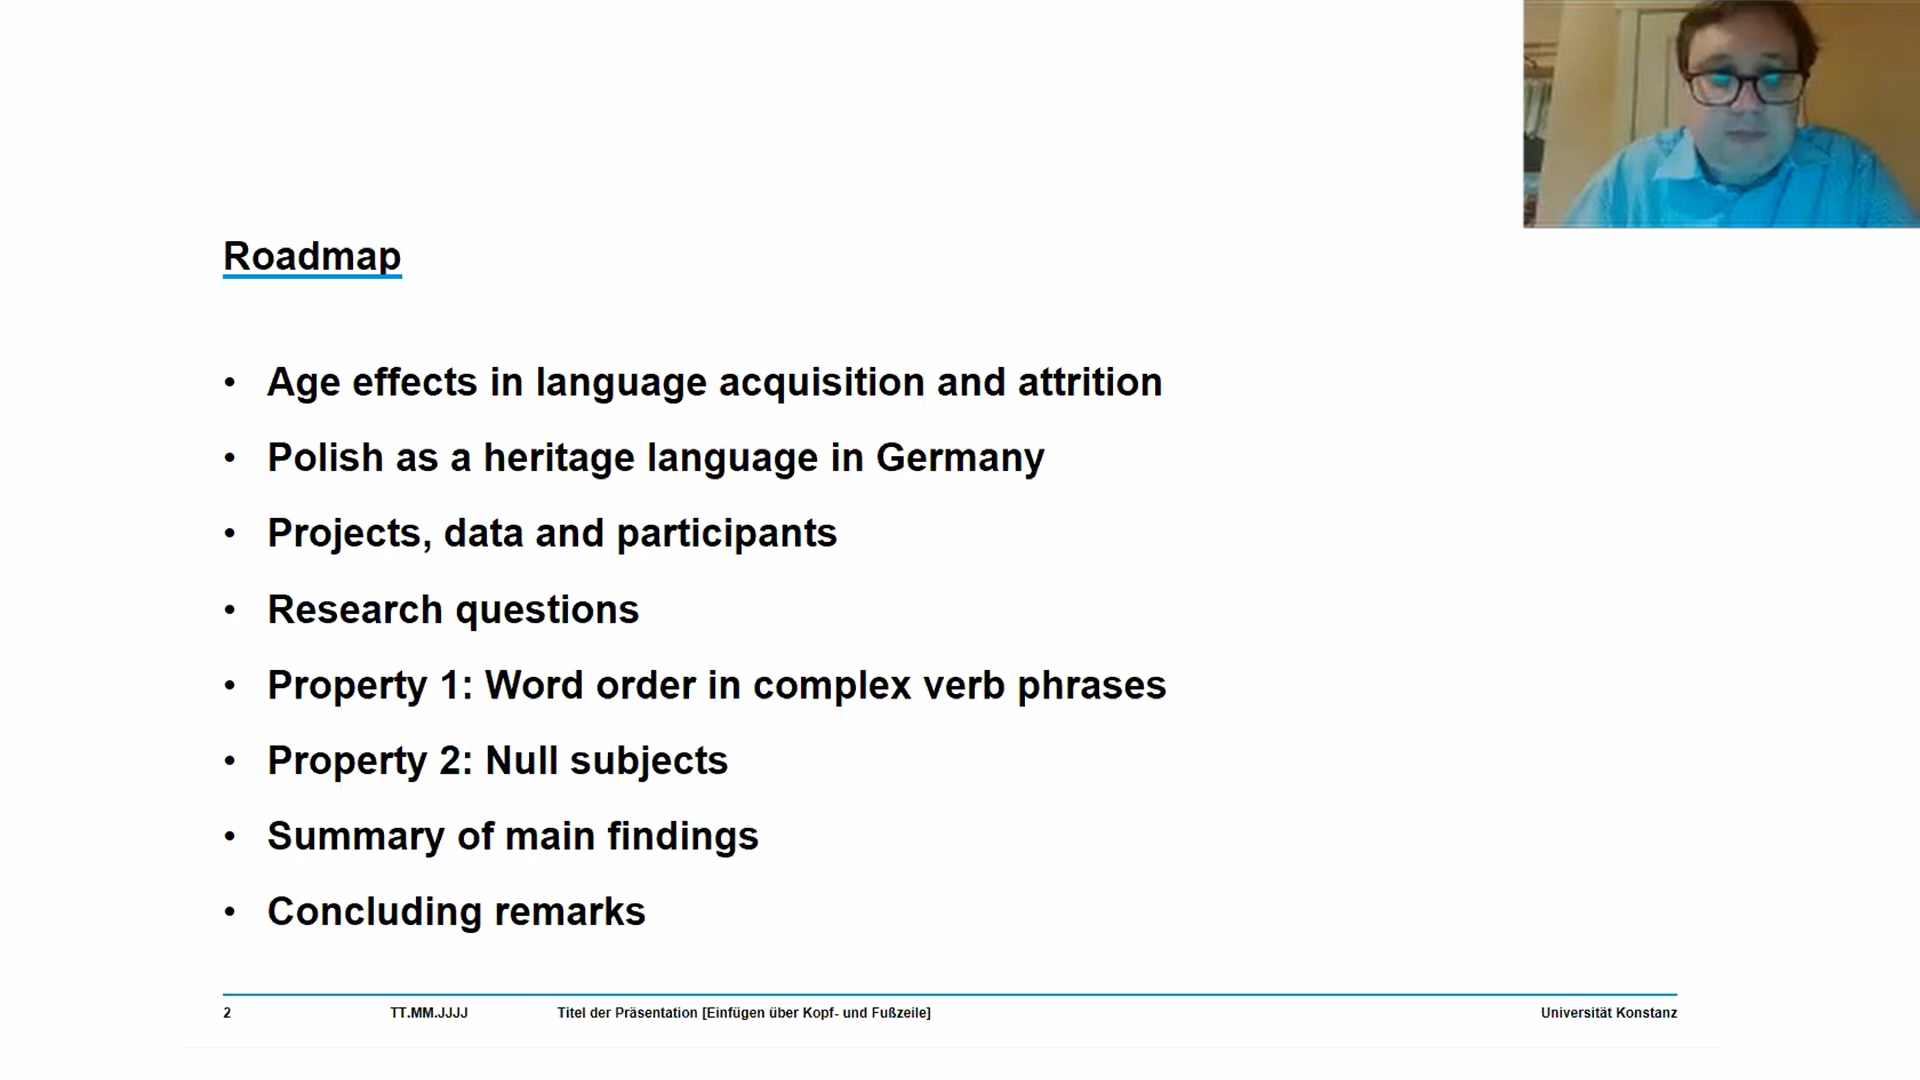 Roadmap
• Age effects in language acquisition and attrition
• Polish as a heritage language in Germany
• Projects, data and participants
• Research questions
• Property 1: Word order in complex verb phrases
• Property 2: Null subjects
• Summary of main findings
• Concluding remarks
2 TT.MM.JJJJ Titel der Präsentation [Einfügen über Kopf- und Fußzeile] Universität Konstanz